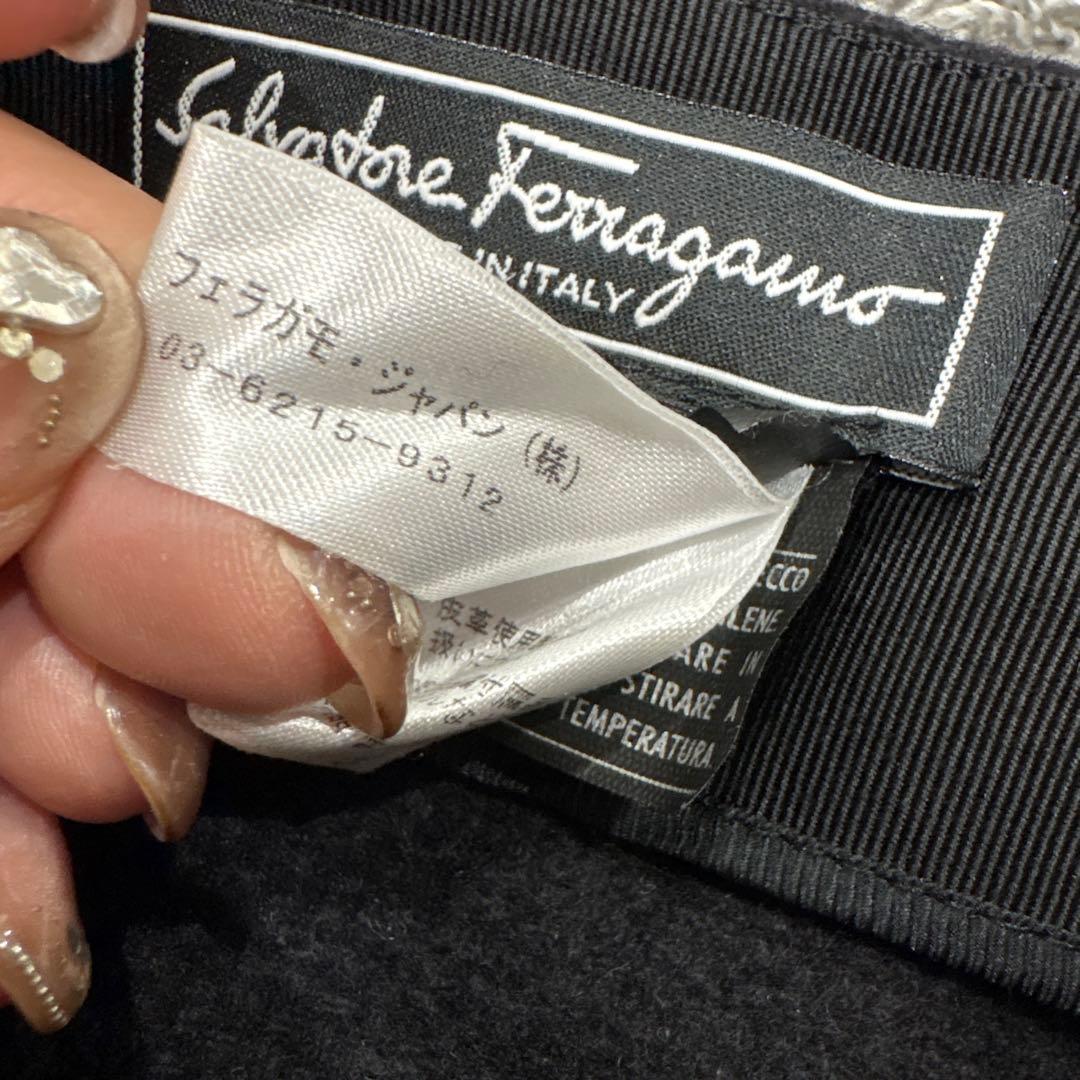 Salvatore Ferragamo
IN ITALY
フェラガモ・ジャパン(株)
03-6215-9312
皮革使用
ECCO
LENE
ARE IN
STIRARE A
TEMPERATURA